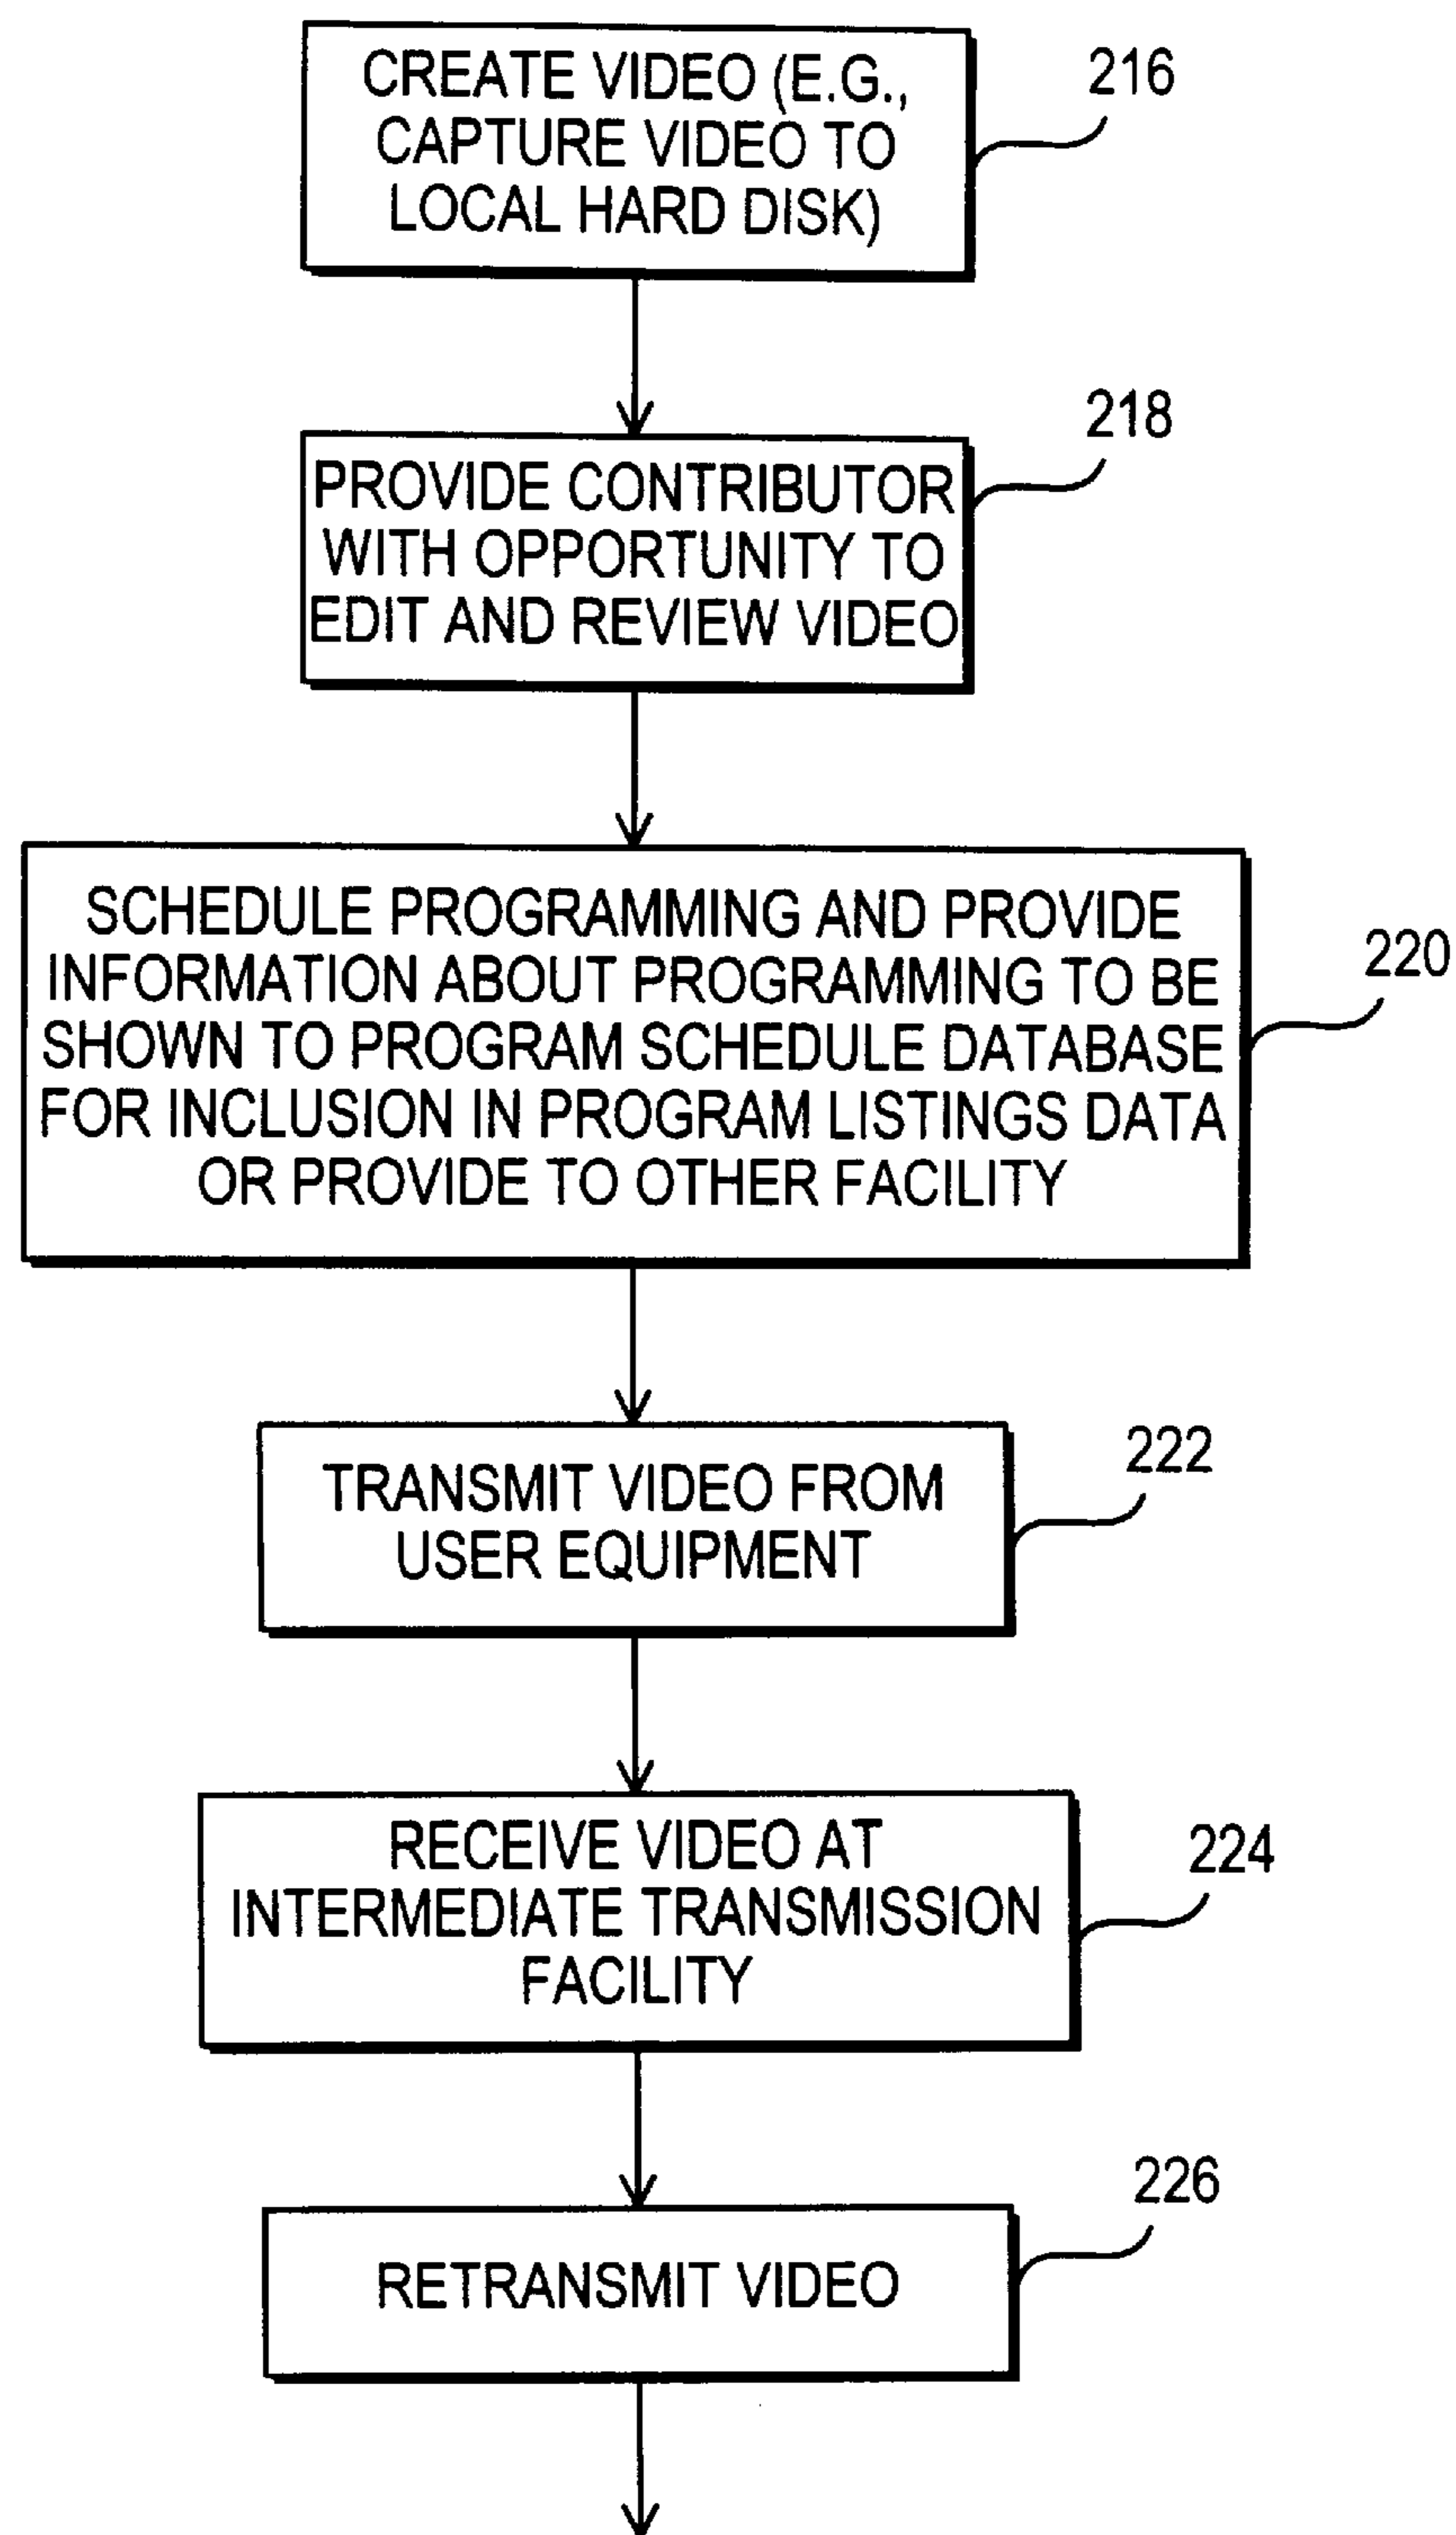 CREATE VIDEO (E.G.,
CAPTURE VIDEO TO
LOCAL HARD DISK)
216
PROVIDE CONTRIBUTOR
WITH OPPORTUNITY TO
EDIT AND REVIEW VIDEO
218
SCHEDULE PROGRAMMING AND PROVIDE
INFORMATION ABOUT PROGRAMMING TO BE
SHOWN TO PROGRAM SCHEDULE DATABASE
FOR INCLUSION IN PROGRAM LISTINGS DATA
OR PROVIDE TO OTHER FACILITY
220
TRANSMIT VIDEO FROM
USER EQUIPMENT
222
RECEIVE VIDEO AT
INTERMEDIATE TRANSMISSION
FACILITY
224
RETRANSMIT VIDEO
226